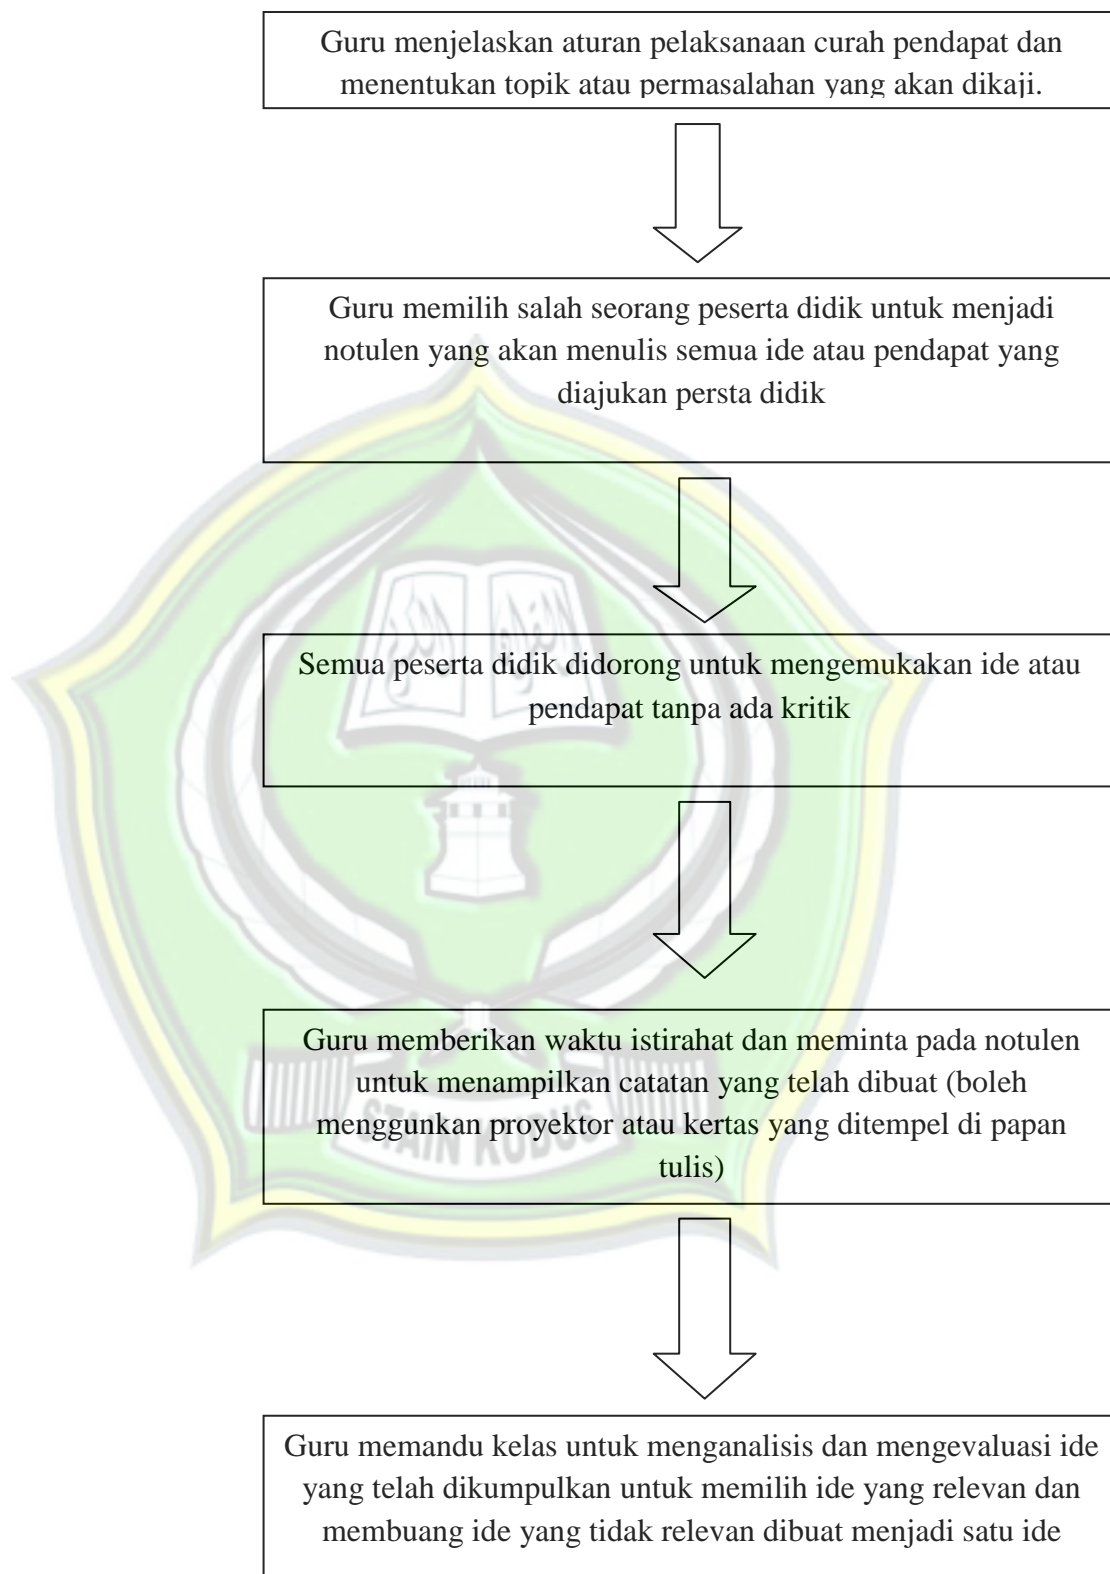 Guru menjelaskan aturan pelaksanaan curah pendapat dan
menentukan topik atau permasalahan yang akan dikaji.
Guru memilih salah seorang peserta didik untuk menjadi
notulen yang akan menulis semua ide atau pendapat yang
diajukan persta didik
Semua peserta didik didorong untuk mengemukakan ide atau
pendapat tanpa ada kritik
Guru memberikan waktu istirahat dan meminta pada notulen
untuk menampilkan catatan yang telah dibuat (boleh
menggunkan proyektor atau kertas yang ditempel di papan
tulis)
STAIN KUDUS
Guru memandu kelas untuk menganalisis dan mengevaluasi ide
yang telah dikumpulkan untuk memilih ide yang relevan dan
membuang ide yang tidak relevan dibuat menjadi satu ide